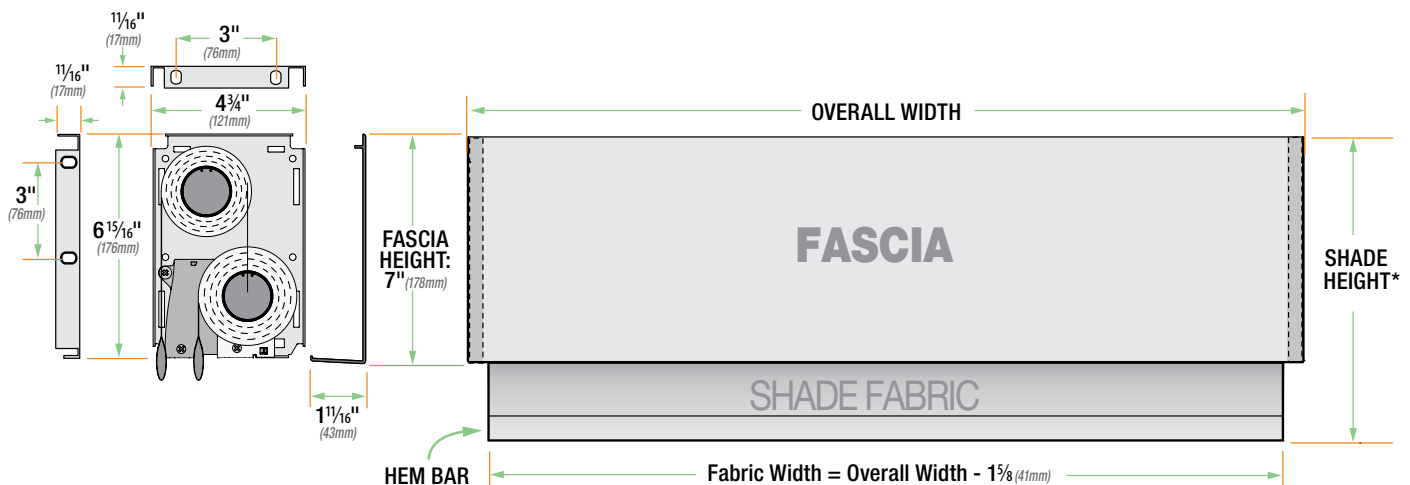 11/16"
(17mm)
3"
(76mm)
11/16"
(17mm)
4¾"
(121mm)
OVERALL WIDTH
3"
(76mm)
6 15/16"
(176mm)
FASCIA
HEIGHT:
7" (178mm)
FASCIA
SHADE
HEIGHT*
SHADE FABRIC
1 11/16"
(43mm)
HEM BAR
Fabric Width = Overall Width - 1⅝ (41mm)